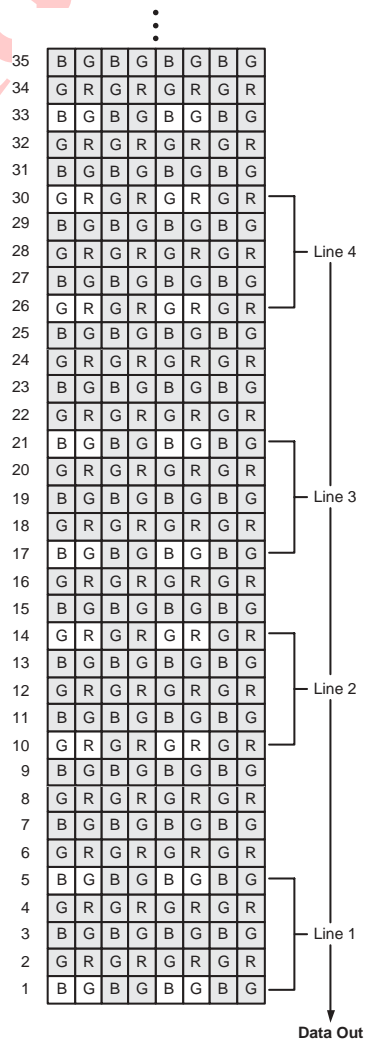 35 B G B G B G B G
34 G R G R G R G R
33 B G B G B G B G
32 G R G R G R G R
31 B G B G B G B G
30 G R G R G R G R
29 B G B G B G B G
28 G R G R G R G R Line 4
27 B G B G B G B G
26 G R G R G R G R
25 B G B G B G B G
24 G R G R G R G R
23 B G B G B G B G
22 G R G R G R G R
21 B G B G B G B G
20 G R G R G R G R
19 B G B G B G B G Line 3
18 G R G R G R G R
17 B G B G B G B G
16 G R G R G R G R
15 B G B G B G B G
14 G R G R G R G R
13 B G B G B G B G
12 G R G R G R G R Line 2
11 B G B G B G B G
10 G R G R G R G R
9 B G B G B G B G
8 G R G R G R G R
7 B G B G B G B G
6 G R G R G R G R
5 B G B G B G B G
4 G R G R G R G R
3 B G B G B G B G Line 1
2 G R G R G R G R
1 B G B G B G B G
Data Out